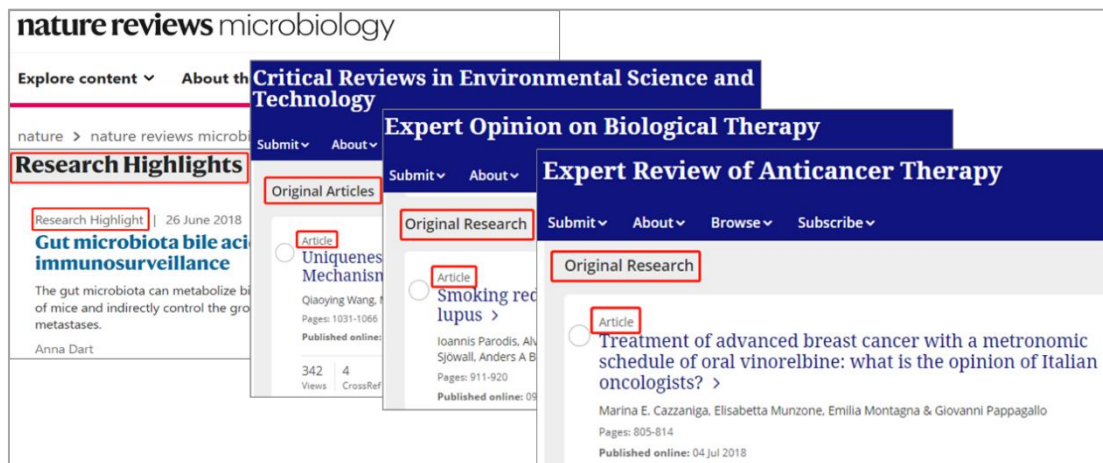 nature reviews microbiology
Explore content About th
nature > nature reviews microbi
Research Highlights
Research Highlight | 26 June 2018
Gut microbiota bile aci
immunosurveillance
The gut microbiota can metabolize bi
of mice and indirectly control the gro
metastases.
Anna Dart
Critical Reviews in Environmental Science and
Technology
Submit About
Original Articles
Article
Uniquenes
Mechanism
Qiaoying Wang,
Pages: 1031-1066
Published online:
342 4
Views CrossRef
Expert Opinion on Biological Therapy
Submit About
Original Research
Article
Smoking red
lupus >
Ioannis Parodis, Alv
Sjöwall, Anders A B
Pages: 911-920
Published online: 09
Expert Review of Anticancer Therapy
Submit About Browse Subscribe
Original Research
Article
Treatment of advanced breast cancer with a metronomic
schedule of oral vinorelbine: what is the opinion of Italian
oncologists? >
Marina E. Cazzaniga, Elisabetta Munzone, Emilia Montagna & Giovanni Pappagallo
Pages: 805-814
Published online: 04 Jul 2018